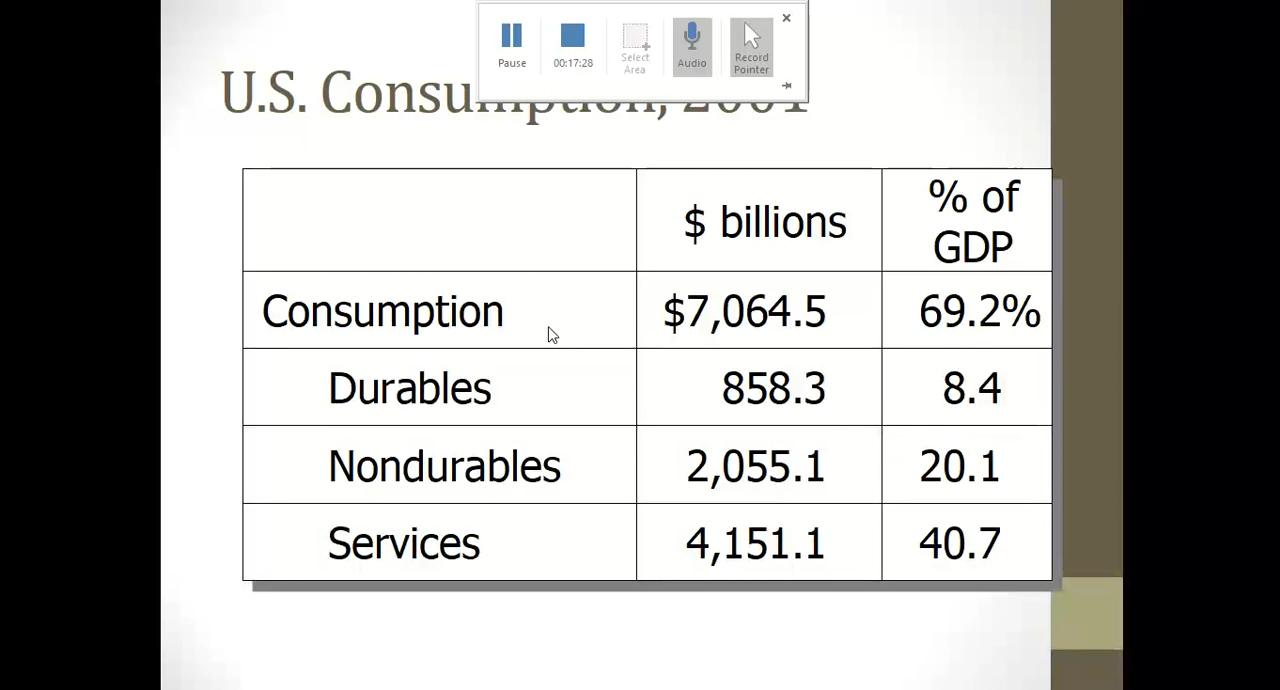 Pause
00:17:28
Select
Area
Audio
Record
Pointer
U.S.
$ billions
% of
GDP
Consumption $7,064.5 69.2%
Durables 858.3 8.4
Nondurables 2,055.1 20.1
Services 4,151.1 40.7